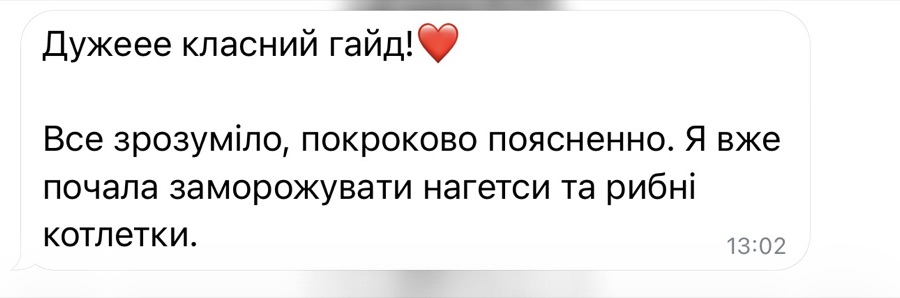 Дужеее класний гайд!❤️
Все зрозуміло, покроково поясненно. Я вже
почала заморожувати нагетси та рибні
котлетки.
13:02